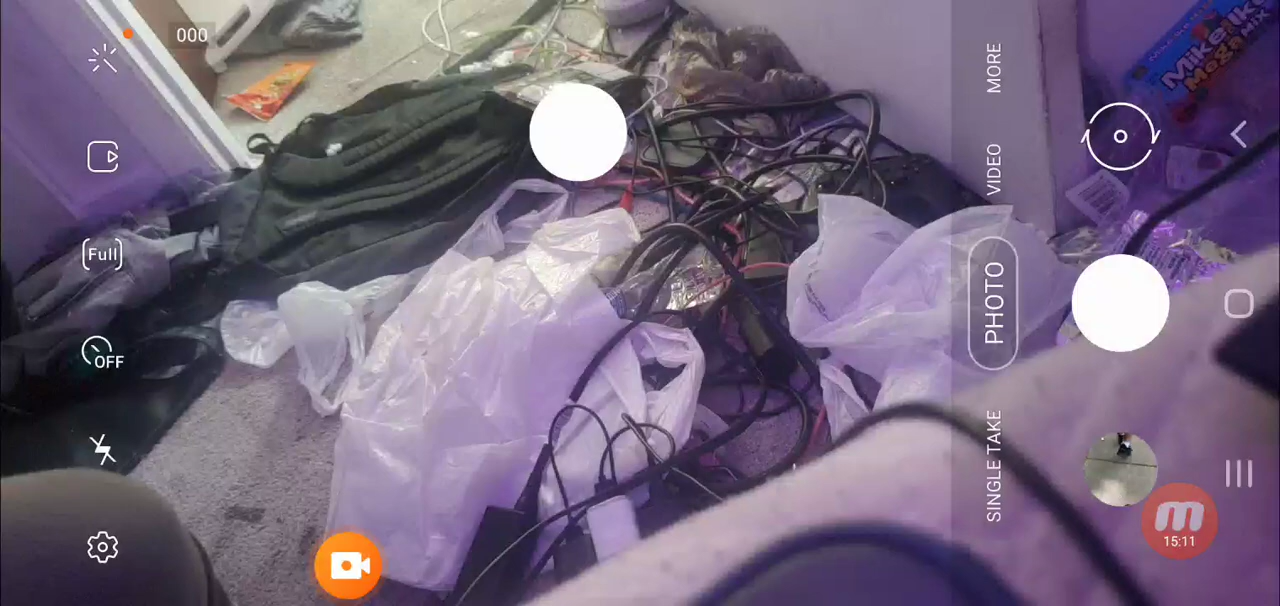 000
Full
OFF
MORE
VIDEO
PHOTO
SINGLE TAKE
Mike and Ike
Mega Mix
m
15:11